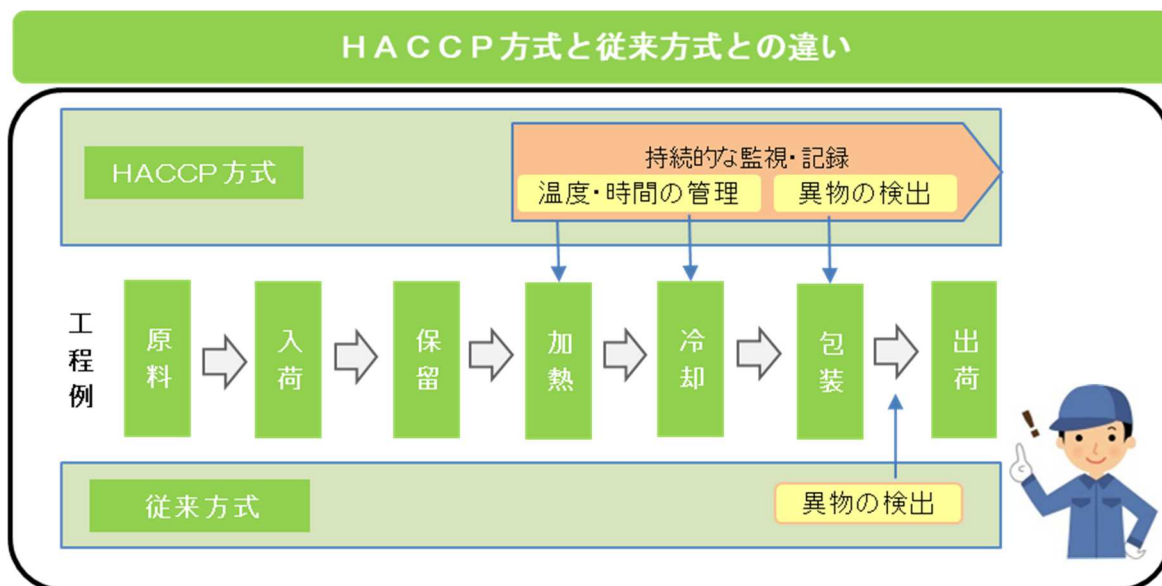 ＨＡＣＣＰ方式と従来方式との違い
HACCP方式
持続的な監視・記録
温度・時間の管理
異物の検出
工程例
原料
入荷
保留
加熱
冷却
包装
出荷
従来方式
異物の検出